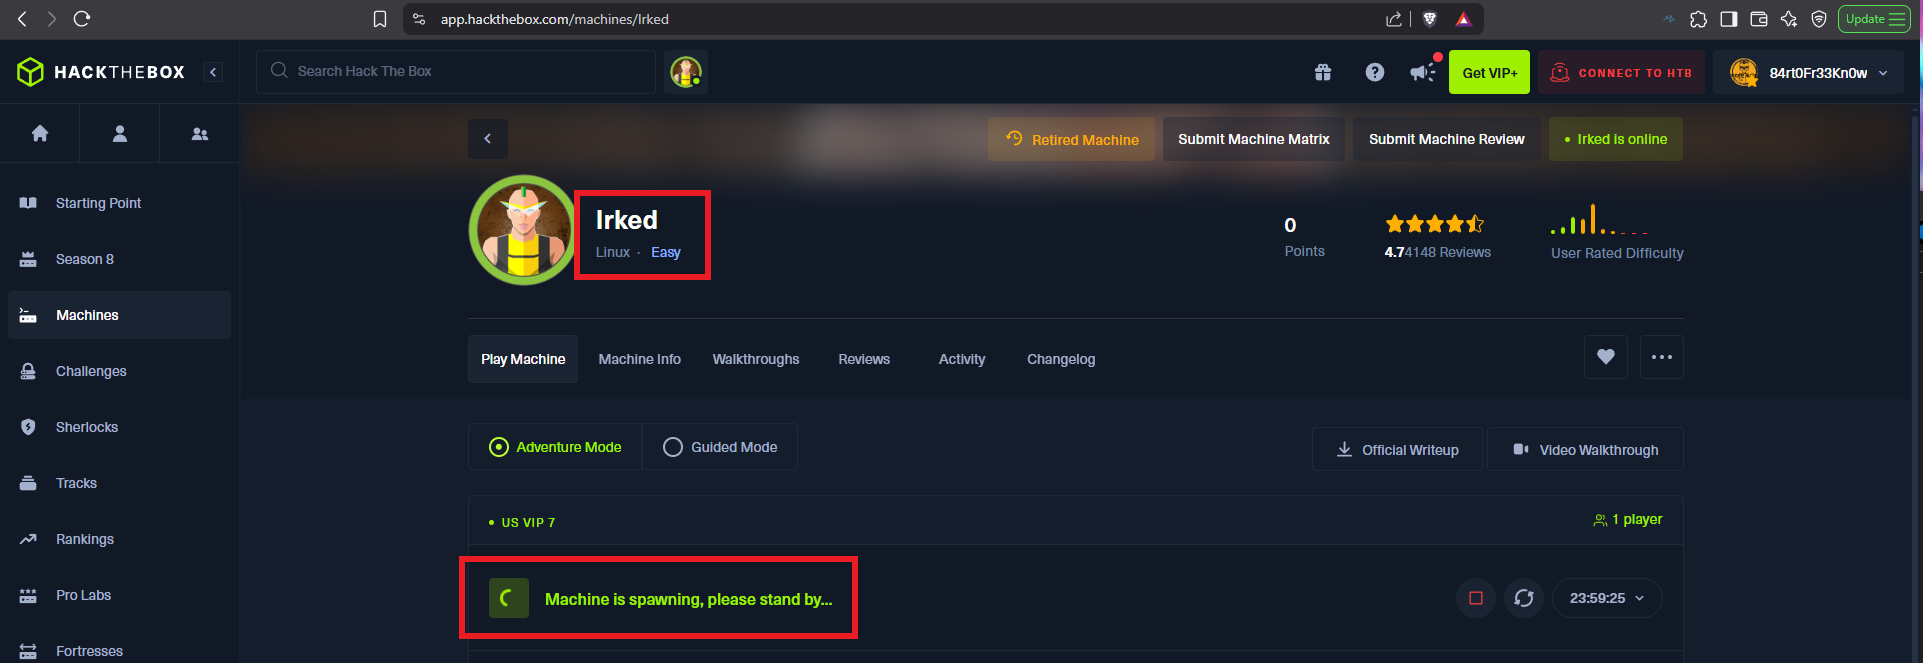 app.hackthebox.com/machines/Irked
Update
HACKTHEBOX
Search Hack The Box
Get VIP+
CONNECT TO HTB
84rt0Fr33Kn0w
Retired Machine
Submit Machine Matrix
Submit Machine Review
Irked is online
Irked
Linux · Easy
0
Points
4.74148 Reviews
User Rated Difficulty
Starting Point
Season 8
Machines
Challenges
Sherlocks
Tracks
Rankings
Pro Labs
Fortresses
Play Machine
Machine Info
Walkthroughs
Reviews
Activity
Changelog
Adventure Mode
Guided Mode
Official Writeup
Video Walkthrough
US VIP 7
1 player
Machine is spawning, please stand by...
23:59:25